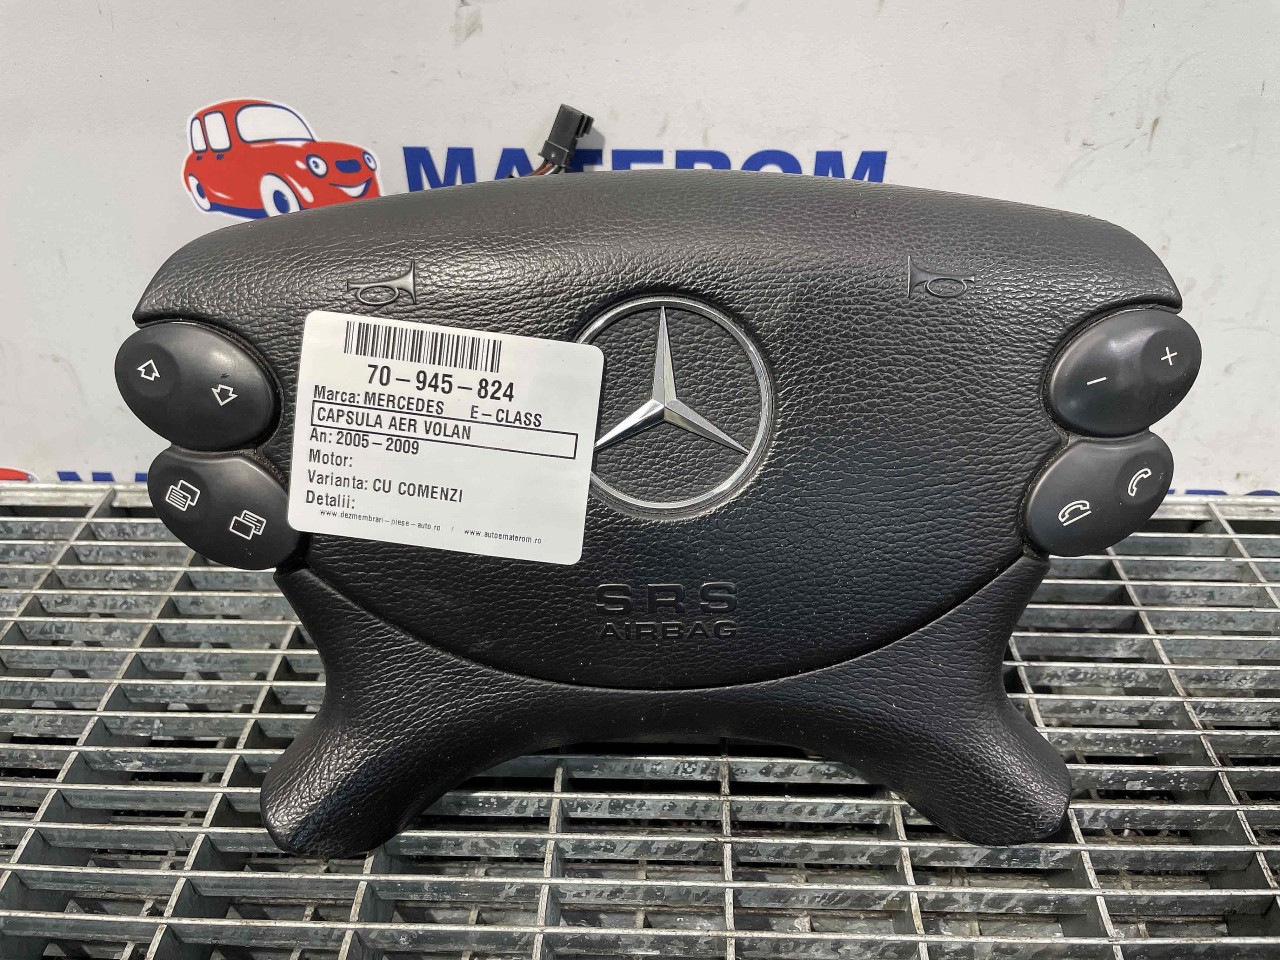 MATEROM
70-945-824
Marca: MERCEDES E-CLASS
CAPSULA AER VOLAN
An: 2005-2009
Motor:
Varianta: CU COMENZI
Detalii:
www.dezmembrari-piese-auto.ro / www.autoematerom.ro
SRS
AIRBAG